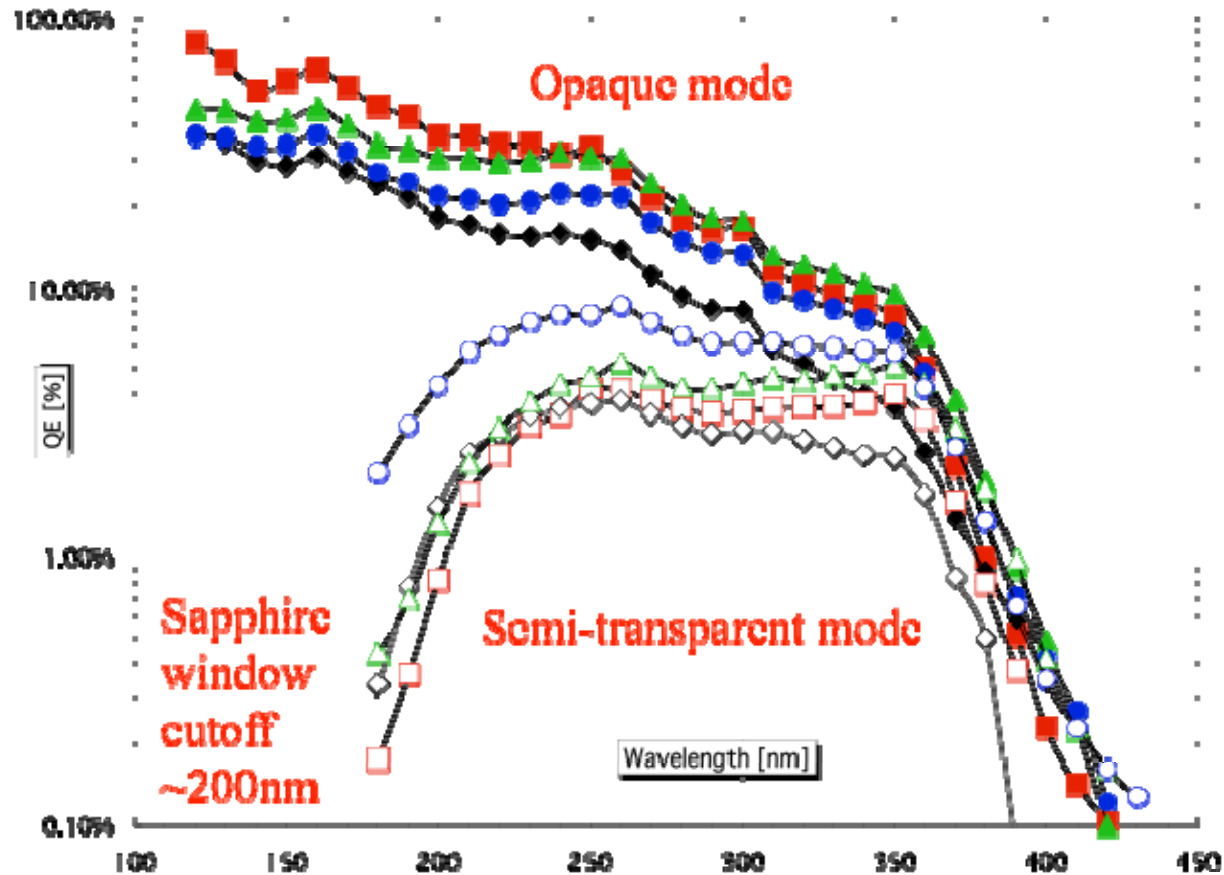 100.00%
Opaque mode
10.00%
QE [%]
1.00%
Sapphire
window
cutoff
~200nm
Semi-transparent mode
Wavelength [nm]
0.10%
100 150 200 250 300 350 400 450